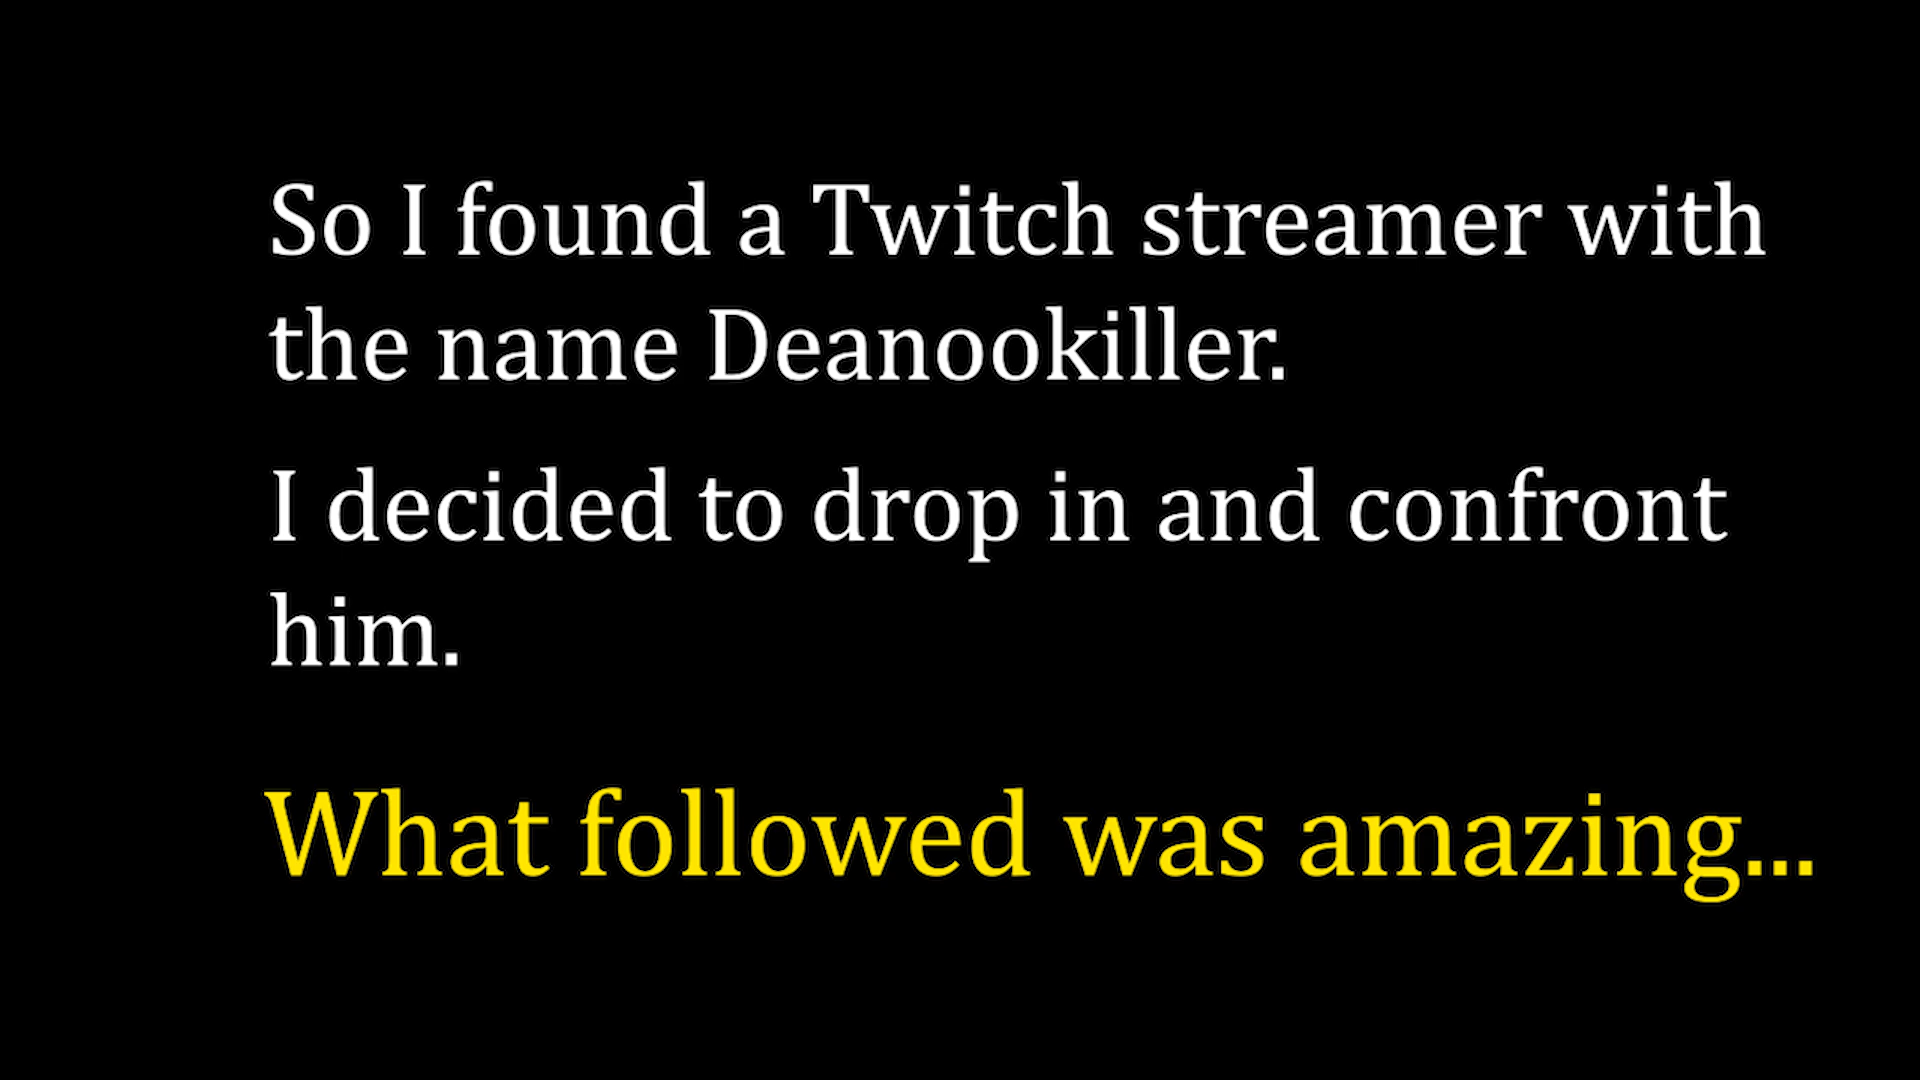 So I found a Twitch streamer with
the name Deanookiller.
I decided to drop in and confront
him.
What followed was amazing...